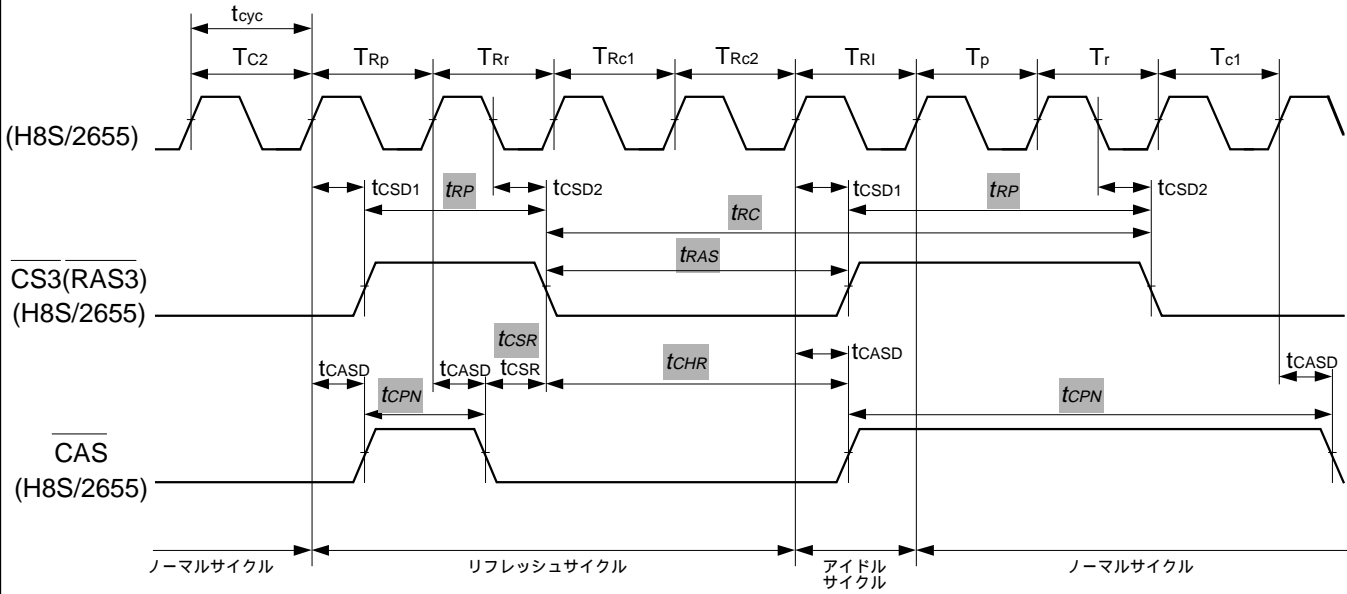 tcyc
TC2 TRp TRr TRc1 TRc2 TRI Tp Tr Tc1
(H8S/2655)
tCSD1 tRP tCSD2 tCSD1 tRP tCSD2
tRC
tRAS
CS3(RAS3)
(H8S/2655)
tCSR
tCASD tCASD tCSR tCHR tCASD tCASD
tCPN tCPN
CAS
(H8S/2655)
ノーマルサイクル リフレッシュサイクル アイドル ノーマルサイクル
サイクル